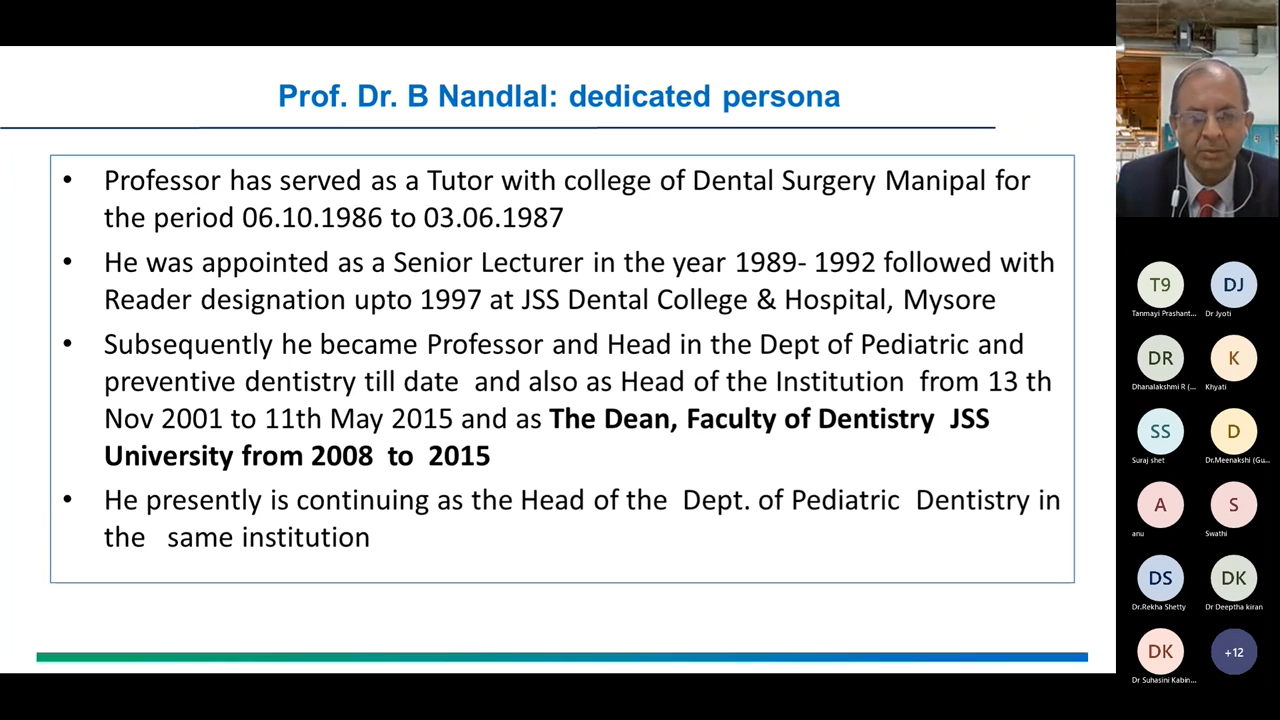 Prof. Dr. B Nandlal: dedicated persona
• Professor has served as a Tutor with college of Dental Surgery Manipal for
the period 06.10.1986 to 03.06.1987
• He was appointed as a Senior Lecturer in the year 1989- 1992 followed with
Reader designation upto 1997 at JSS Dental College & Hospital, Mysore
• Subsequently he became Professor and Head in the Dept of Pediatric and
preventive dentistry till date and also as Head of the Institution from 13 th
Nov 2001 to 11th May 2015 and as The Dean, Faculty of Dentistry JSS
University from 2008 to 2015
• He presently is continuing as the Head of the Dept. of Pediatric Dentistry in
the same institution
T9 DJ
Tanmayi Prashant... Dr Jyoti
DR K
Dhanalakshmi R (... Khyati
SS D
Suraj shet Dr.Meenakshi (Gu...
A S
anu Swathi
DS DK
Dr.Rekha Shetty Dr Deeptha kiran
DK +12
Dr Suhasini Kabin...